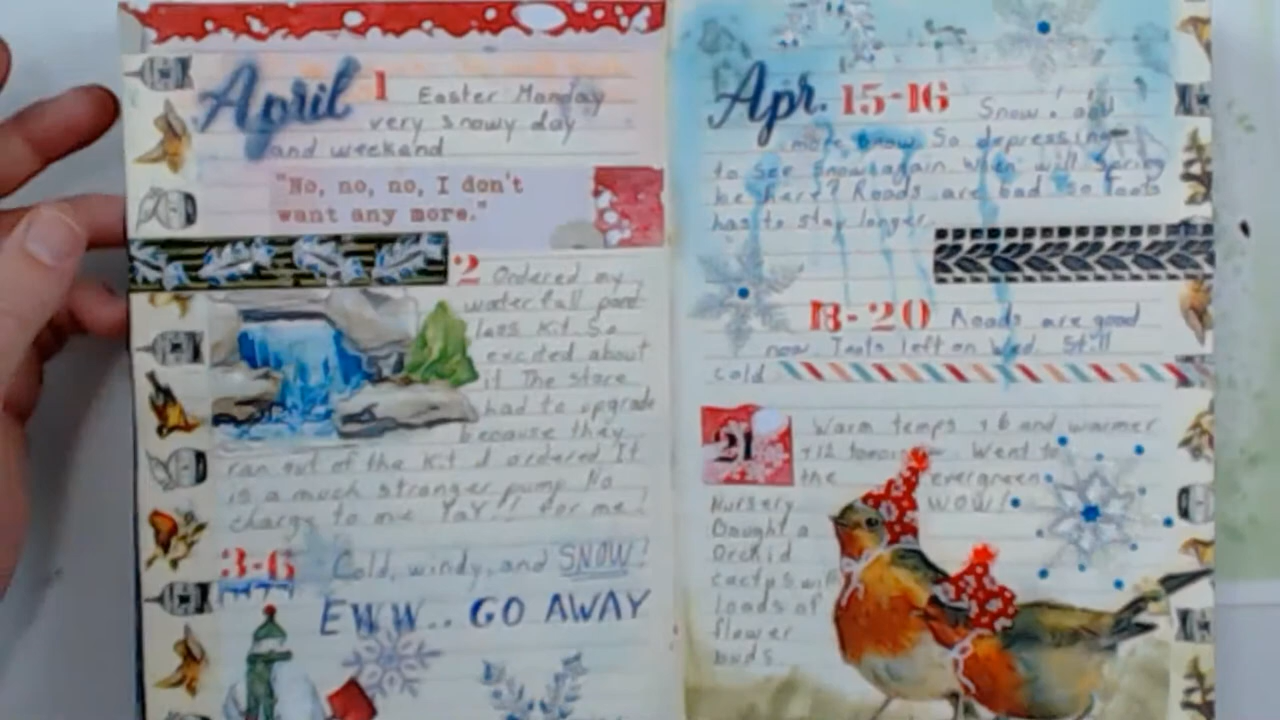 April 1 Easter Monday
very snowy day
and weekend
"No, no, no, I don't
want any more."
2 Ordered my
waterfall pond
less kit. So
excited about
it The store
had to upgrade
because they
ran out of the kit I ordered. It
is a much stronger pump No
charge to me YaY!! for me!
3-6 Cold, windy, and SNOW!
EWW.. GO AWAY
Apr. 15-16 Snow! and
more snow. So depressing
to see snow again. When will Spring
be here? Roads are bad so Toots
has to stay longer.
18-20 Roads are good
now. Toots left on Wed. Still
cold
21 Warm temps +6 and warmer
+12 tomorrow. Went to
the evergreen
Nursery WOW!
Bought a
Orchid
cactus with
loads of
flower
buds.